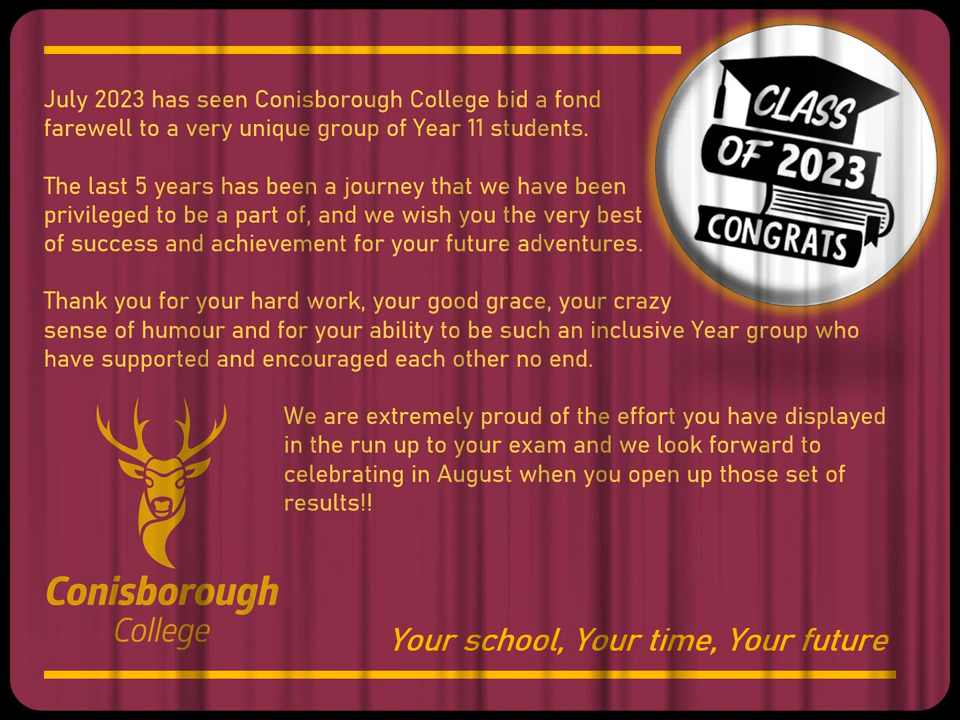 July 2023 has seen Conisborough College bid a fond
farewell to a very unique group of Year 11 students.
The last 5 years has been a journey that we have been
privileged to be a part of, and we wish you the very best
of success and achievement for your future adventures.
CLASS
OF 2023
CONGRATS
Thank you for your hard work, your good grace, your crazy
sense of humour and for your ability to be such an inclusive Year group who
have supported and encouraged each other no end.
We are extremely proud of the effort you have displayed
in the run up to your exam and we look forward to
celebrating in August when you open up those set of
results!!
Conisborough
College
Your school, Your time, Your future